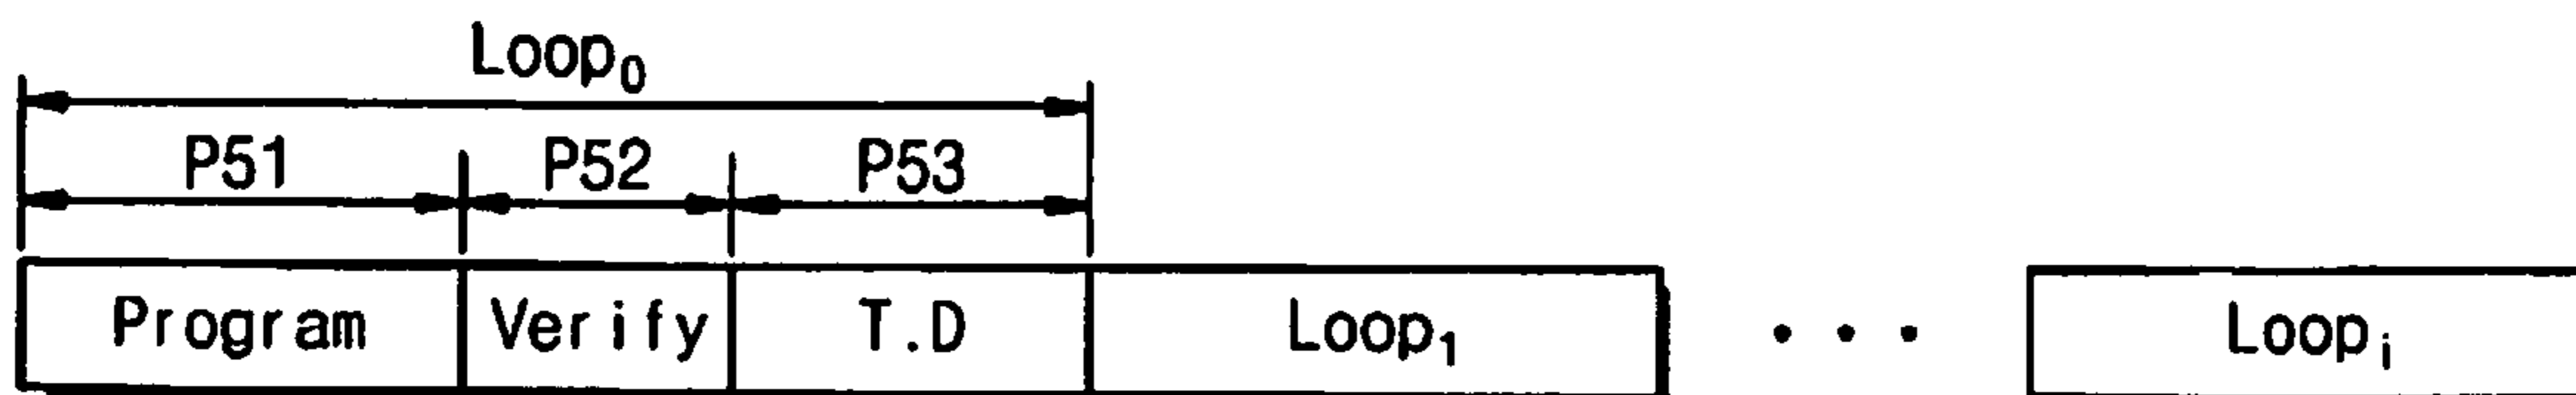 Loop₀
P51 P52 P53
Program Verify T.D Loop₁ • • • Loopᵢ